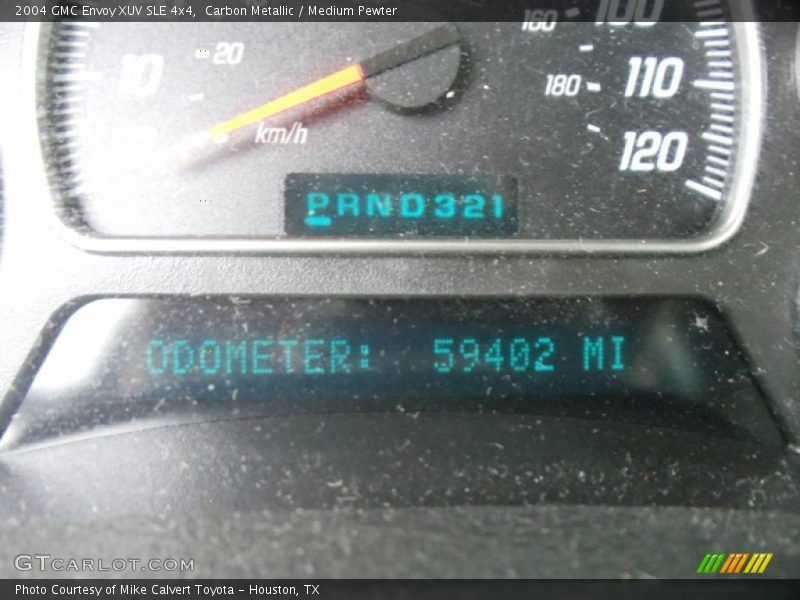 2004 GMC Envoy XUV SLE 4x4, Carbon Metallic / Medium Pewter
160 100
20
10
180 110
km/h
120
PRND321
ODOMETER: 59402 MI
GTCARLOT.COM
Photo Courtesy of Mike Calvert Toyota - Houston, TX